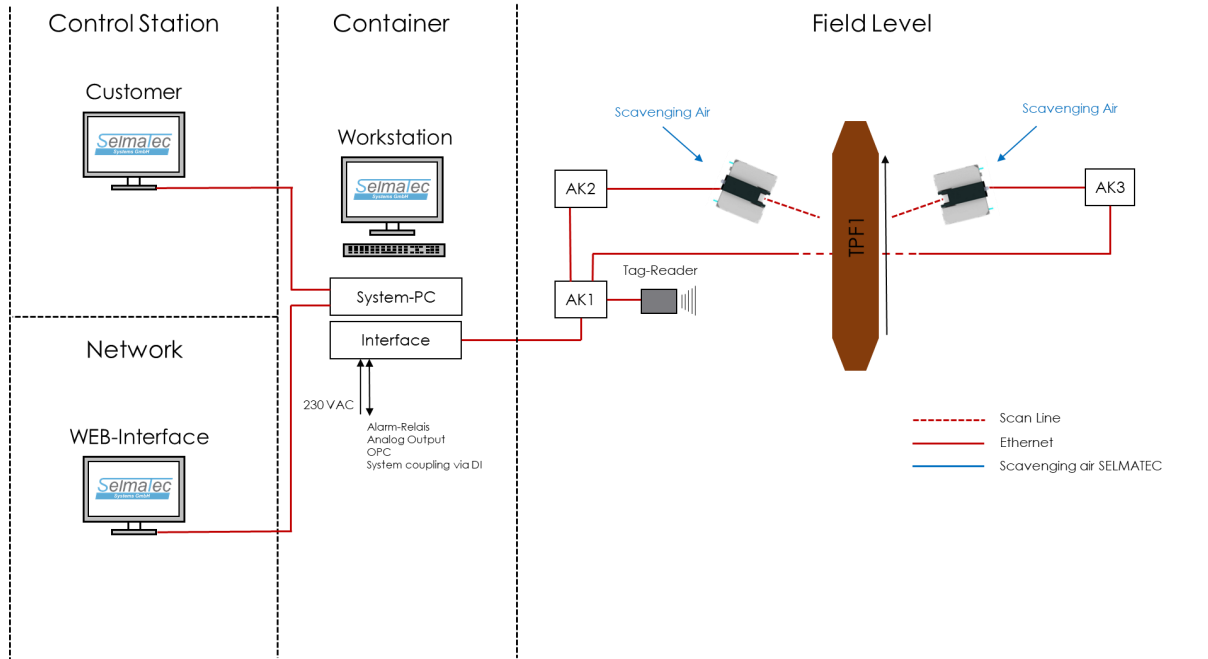 Control Station
Container
Field Level
Customer
SelmaTec
Systems GmbH
Workstation
SelmaTec
Systems GmbH
Scavenging Air
Scavenging Air
AK2
AK3
TPF1
Tag-Reader
AK1
System-PC
Interface
Network
230 VAC
Alarm-Relais
Analog Output
OPC
System coupling via DI
WEB-Interface
SelmaTec
Systems GmbH
Scan Line
Ethernet
Scavenging air SELMATEC